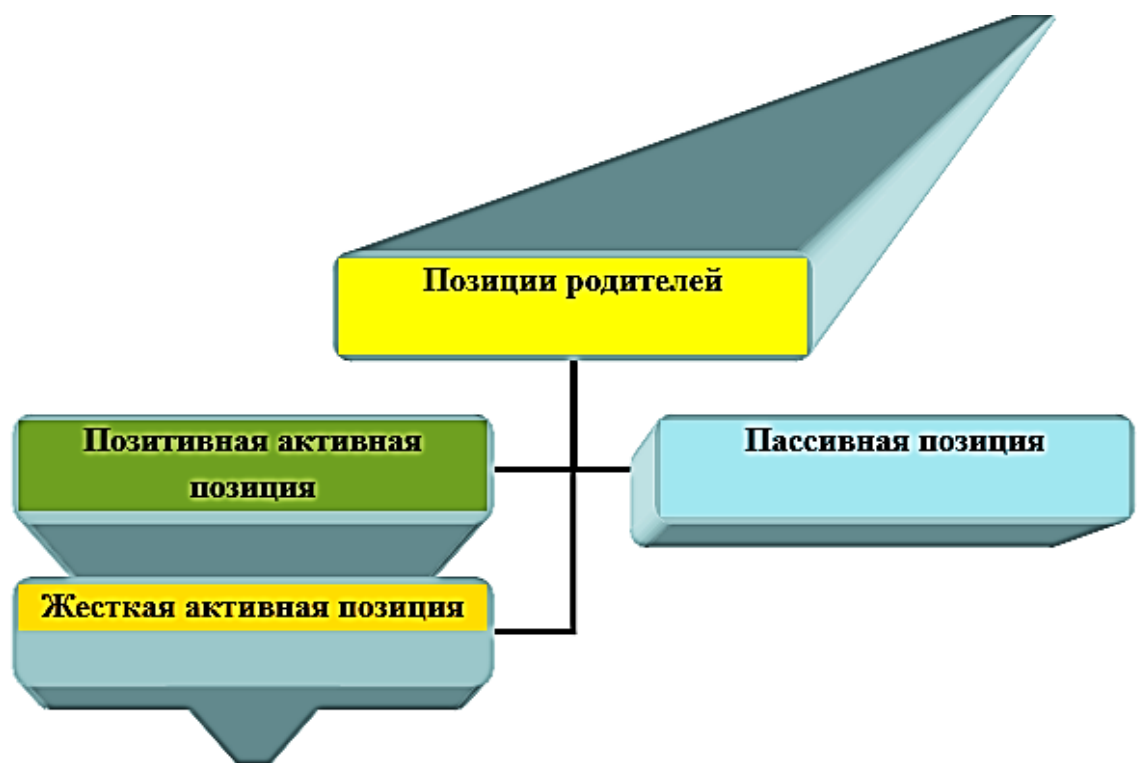 Позиции родителей
Позитивная активная
позиция
Пассивная позиция
Жесткая активная позиция